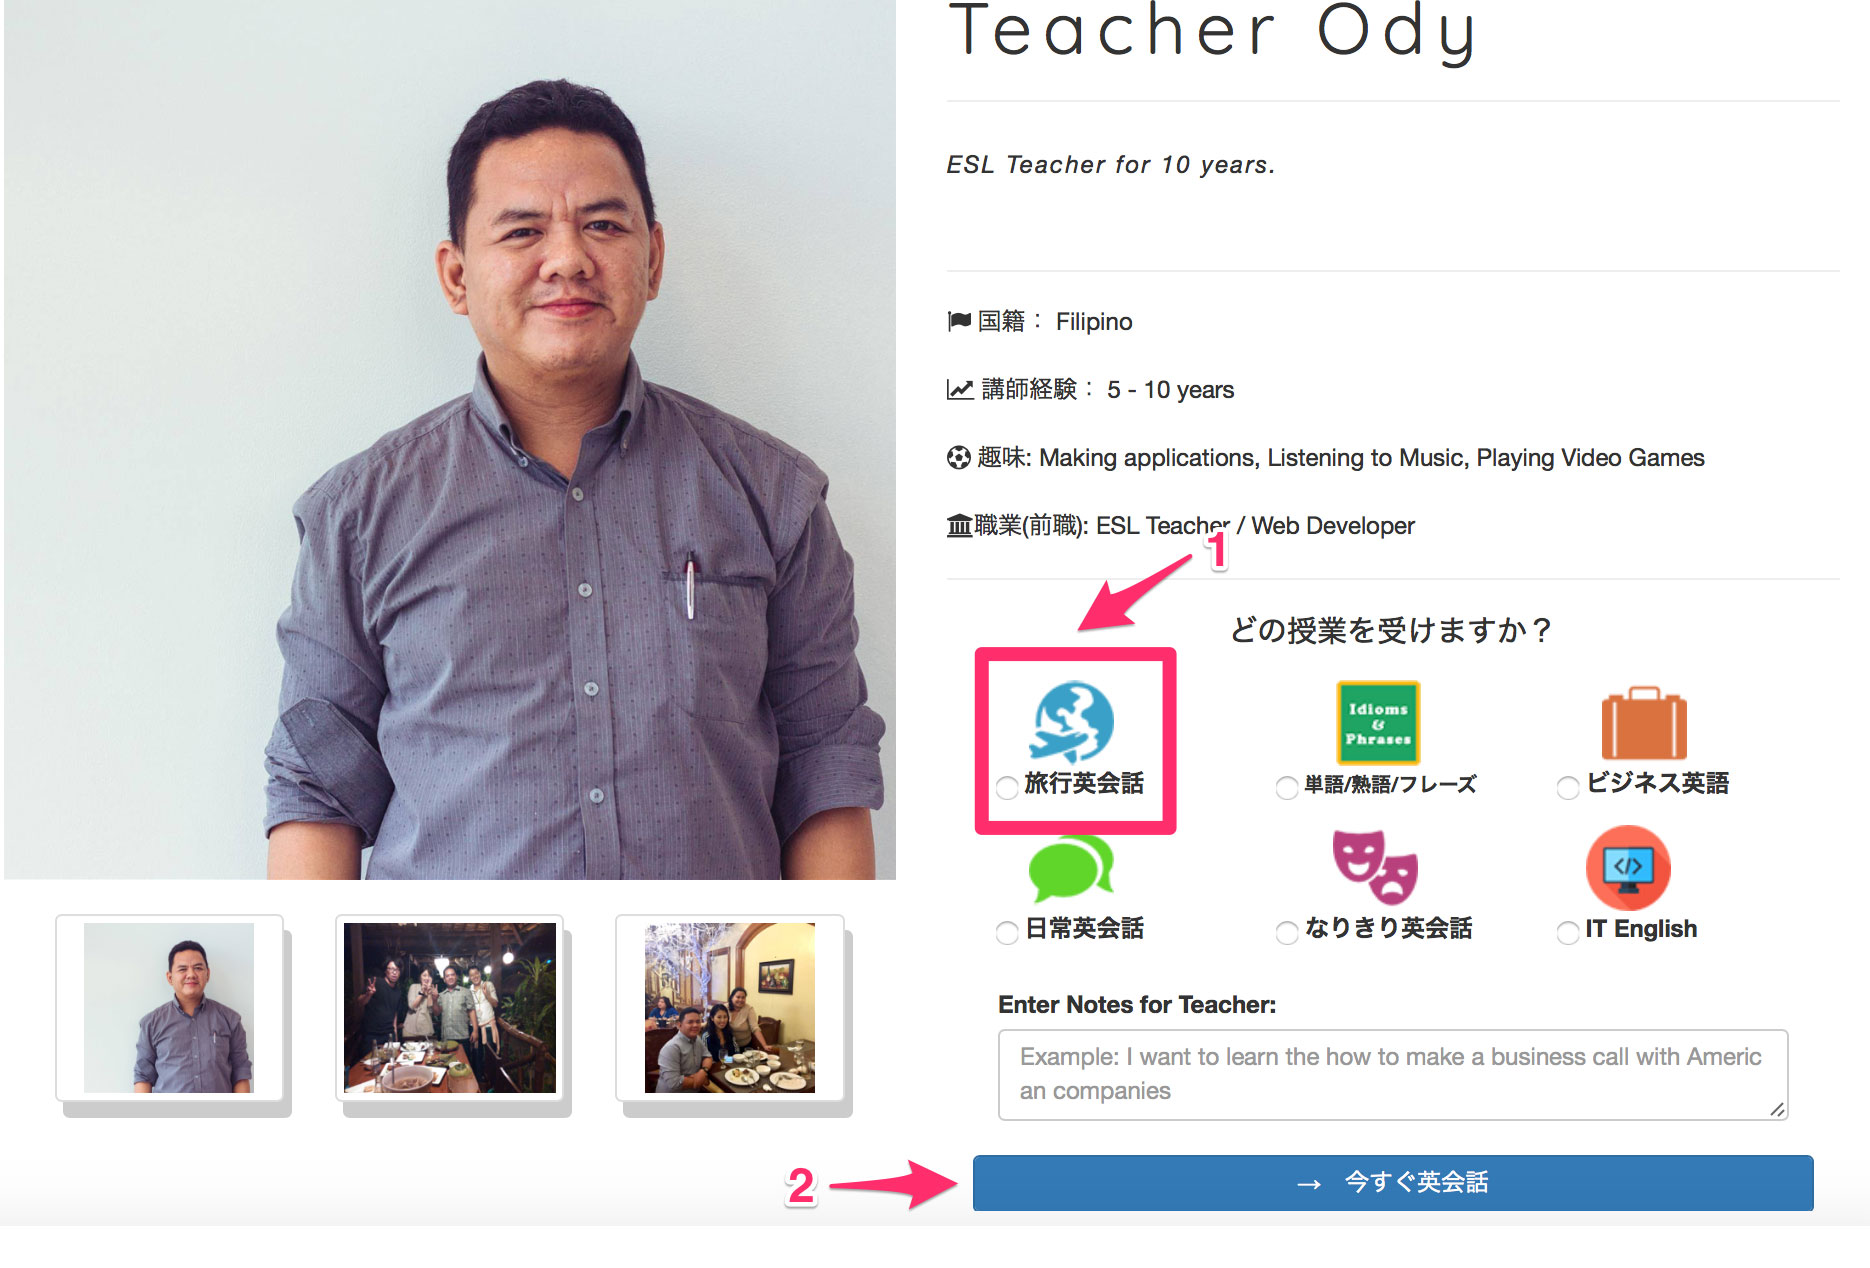 Teacher Ody
ESL Teacher for 10 years.
国籍： Filipino
講師経験： 5 - 10 years
趣味: Making applications, Listening to Music, Playing Video Games
職業(前職): ESL Teacher / Web Developer
1
どの授業を受けますか？
Idioms
&
Phrases
旅行英会話
単語/熟語/フレーズ
ビジネス英語
</>
日常英会話
なりきり英会話
IT English
Enter Notes for Teacher:
Example: I want to learn the how to make a business call with Americ
an companies
2
→ 今すぐ英会話